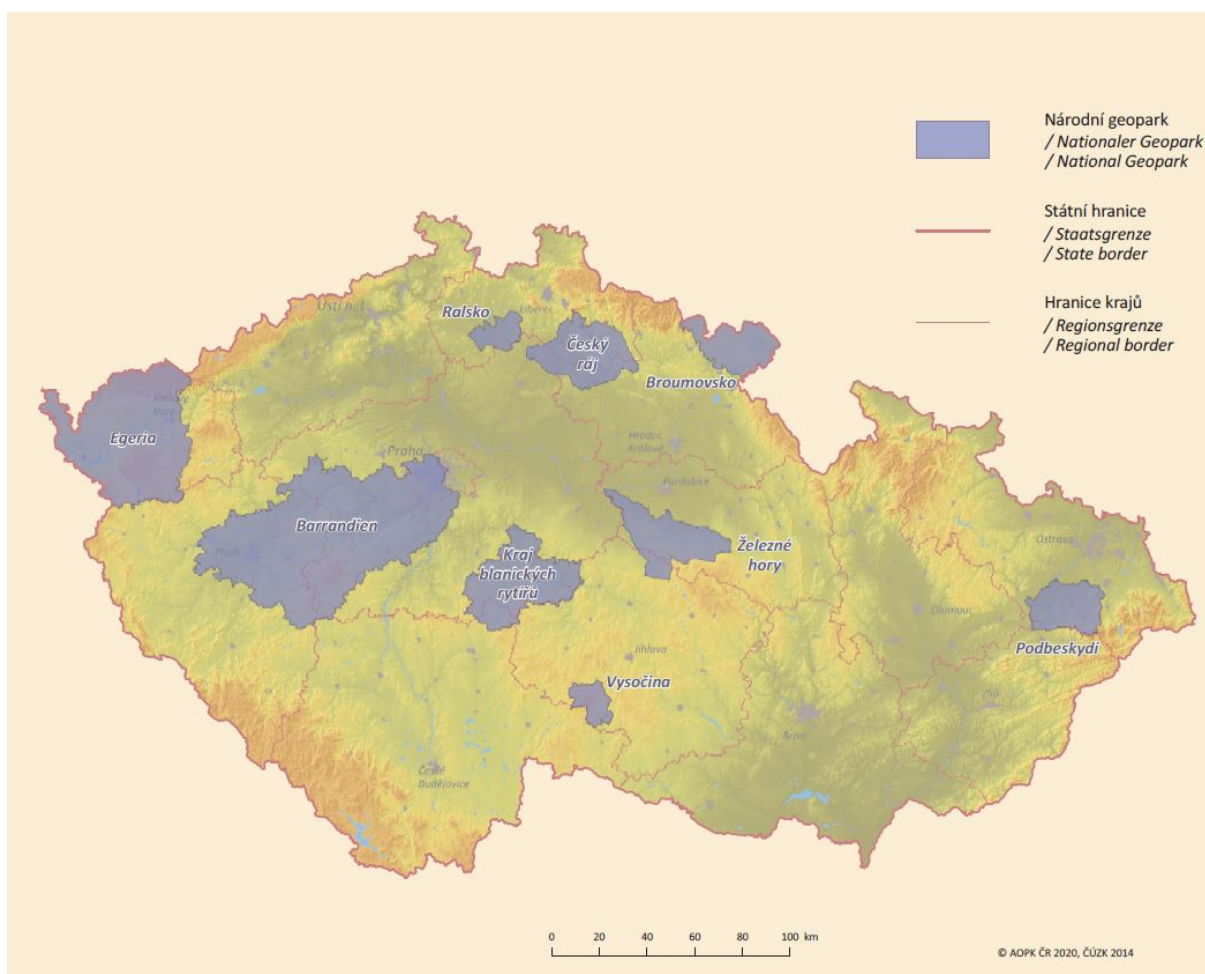 Národní geopark
/ Nationaler Geopark
/ National Geopark
Státní hranice
/ Staatsgrenze
/ State border
Hranice krajů
/ Regionsgrenze
/ Regional border
Ústí n. L.
Liberec
Ralsko
Český
ráj
Broumovsko
Karlovy
Vary
Egeria
Hradec
Králové
Praha
Pardubice
Barrandien
Plzeň
Kraj
blanických
rytířů
Železné
hory
Ostrava
Olomouc
Podbeskydí
Jihlava
Vysočina
Zlín
Brno
České
Budějovice
0 20 40 60 80 100 km
© AOPK ČR 2020, ČÚZK 2014